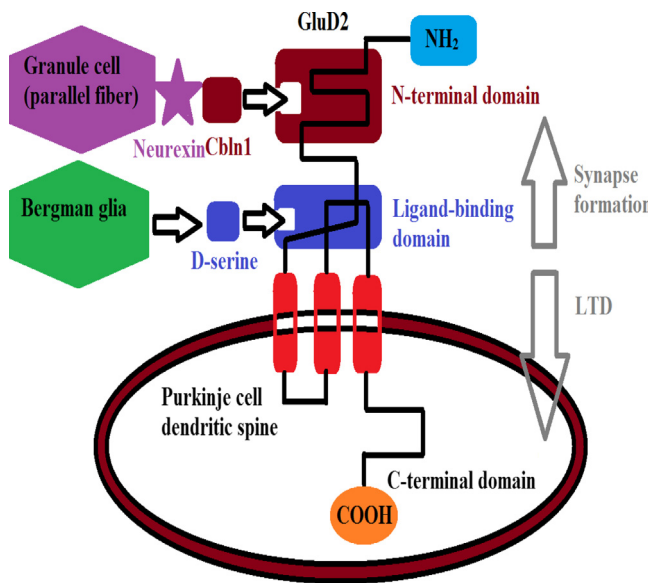 GluD2
NH₂
Granule cell
(parallel fiber)
N-terminal domain
Neurexin
Cbln1
Synapse
formation
Bergman glia
Ligand-binding
domain
D-serine
LTD
Purkinje cell
dendritic spine
C-terminal domain
COOH